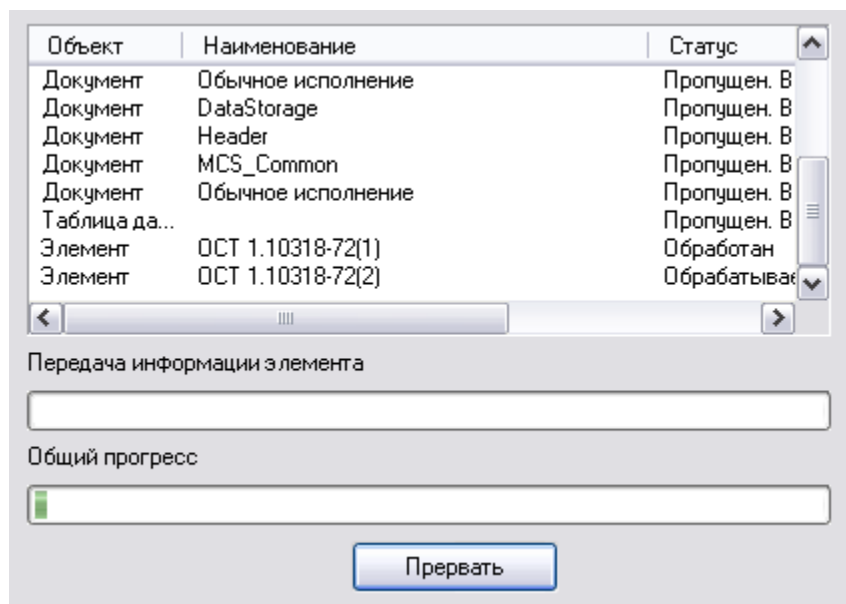 Объект Наименование Статус
Документ Обычное исполнение Пропущен. В
Документ DataStorage Пропущен. В
Документ Header Пропущен. В
Документ MCS_Common Пропущен. В
Документ Обычное исполнение Пропущен. В
Таблица да... Пропущен. В
Элемент ОСТ 1.10318-72(1) Обработан
Элемент ОСТ 1.10318-72(2) Обрабатывае
Передача информации элемента
Общий прогресс
Прервать